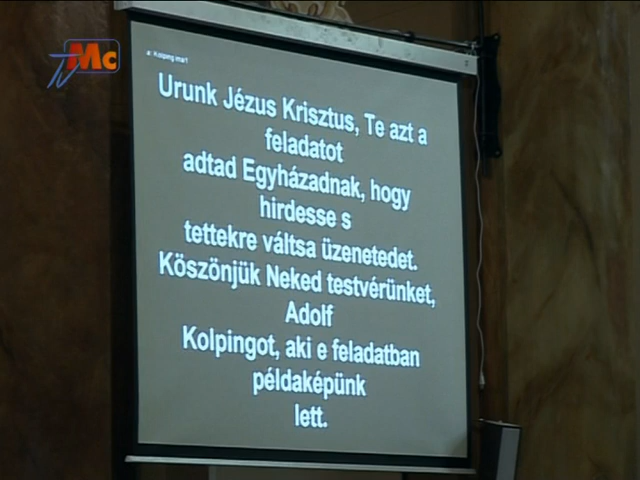 TV Mc
Urunk Jézus Krisztus, Te azt a
feladatot
adtad Egyházadnak, hogy
hirdesse s
tettekre váltsa üzenetedet.
Köszönjük Neked testvérünket,
Adolf
Kolpingot, aki e feladatban
példaképünk
lett.